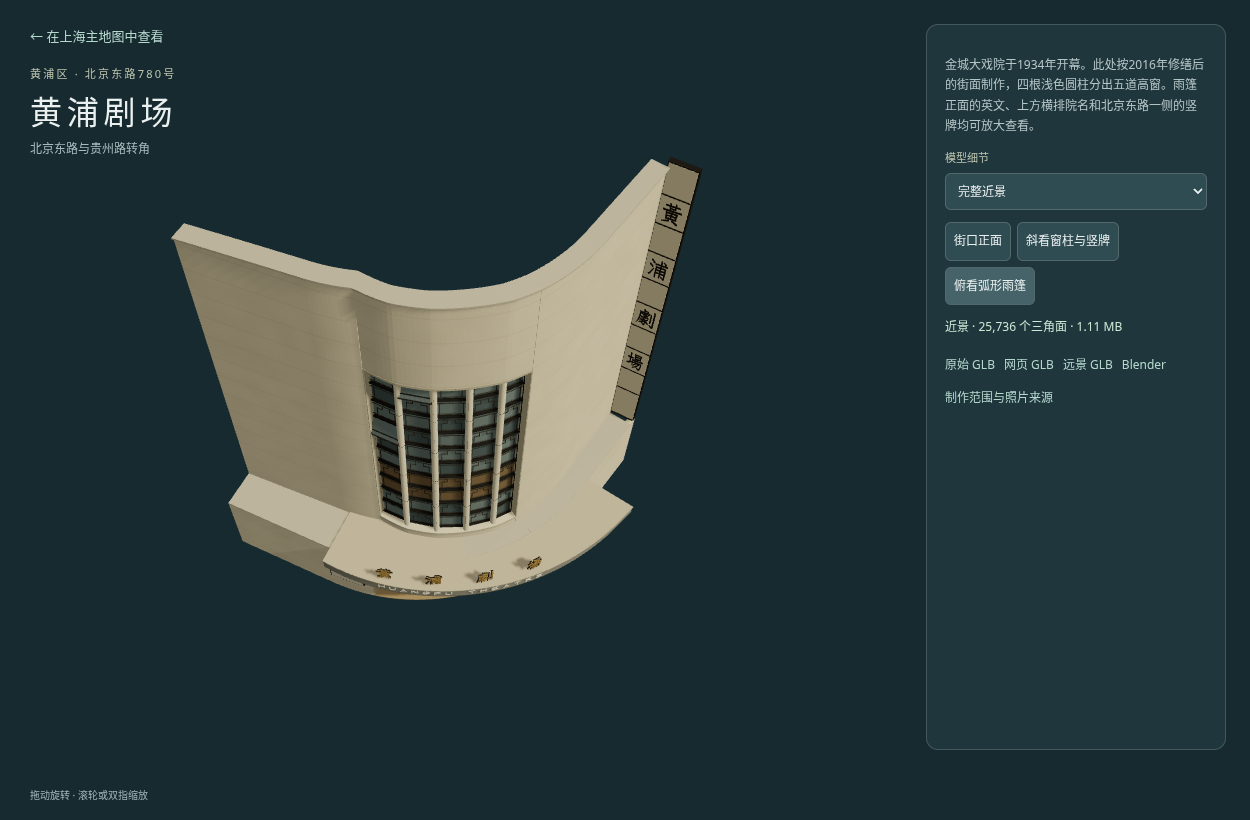 ← 在上海主地图中查看
黄浦区 · 北京东路780号
黄浦剧场
北京东路与贵州路转角
黃
浦
劇
場
黃 浦 劇 場
HUANGPU THEATRE
金城大戏院于1934年开幕。此处按2016年修缮后
的街面制作，四根浅色圆柱分出五道高窗。雨篷
正面的英文、上方横排院名和北京东路一侧的竖
牌均可放大查看。
模型细节
完整近景
街口正面
斜看窗柱与竖牌
俯看弧形雨篷
近景 · 25,736 个三角面 · 1.11 MB
原始 GLB 网页 GLB 远景 GLB Blender
制作范围与照片来源
拖动旋转 · 滚轮或双指缩放